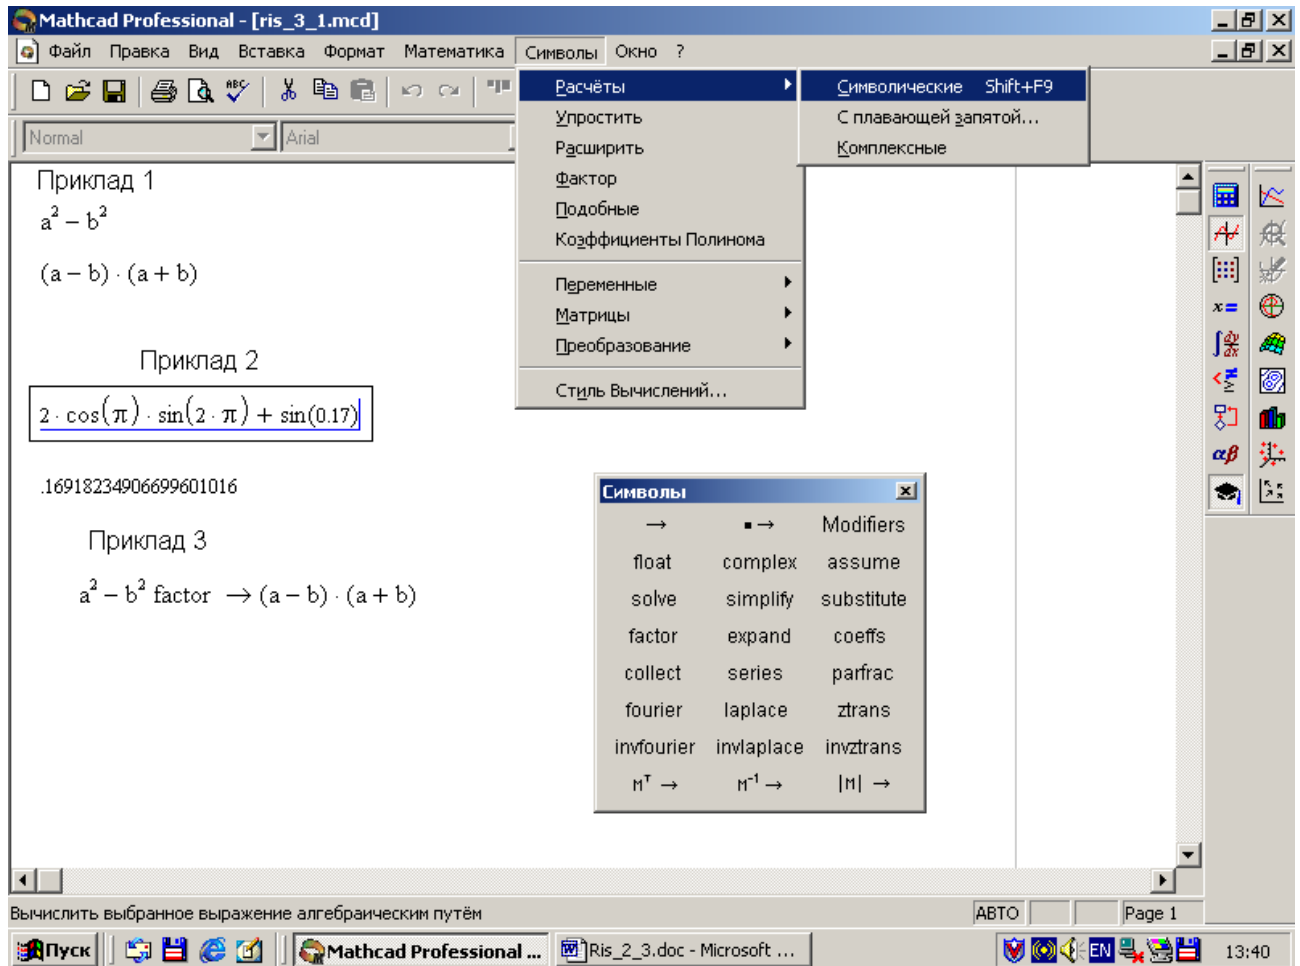 Mathcad Professional - [ris_3_1.mcd]
Файл Правка Вид Вставка Формат Математика Символы Окно ?
Normal Arial
Расчёты
Упростить
Расширить
Фактор
Подобные
Коэффициенты Полинома
Переменные
Матрицы
Преобразование
Стиль Вычислений...
Символические Shift+F9
С плавающей запятой...
Комплексные
Приклад 1
a² − b²
(a − b) · (a + b)
Приклад 2
2 · cos(π) · sin(2 · π) + sin(0.17)
.16918234906699601016
Приклад 3
a² − b² factor → (a − b) · (a + b)
Символы
→ ▪ → Modifiers
float complex assume
solve simplify substitute
factor expand coeffs
collect series parfrac
fourier laplace ztrans
invfourier invlaplace invztrans
Mᵀ → M⁻¹ → |M| →
x=
∫ dy/dx
αβ
Вычислить выбранное выражение алгебраическим путём
АВТО Page 1
Пуск Mathcad Professional ... Ris_2_3.doc - Microsoft ... EN 13:40